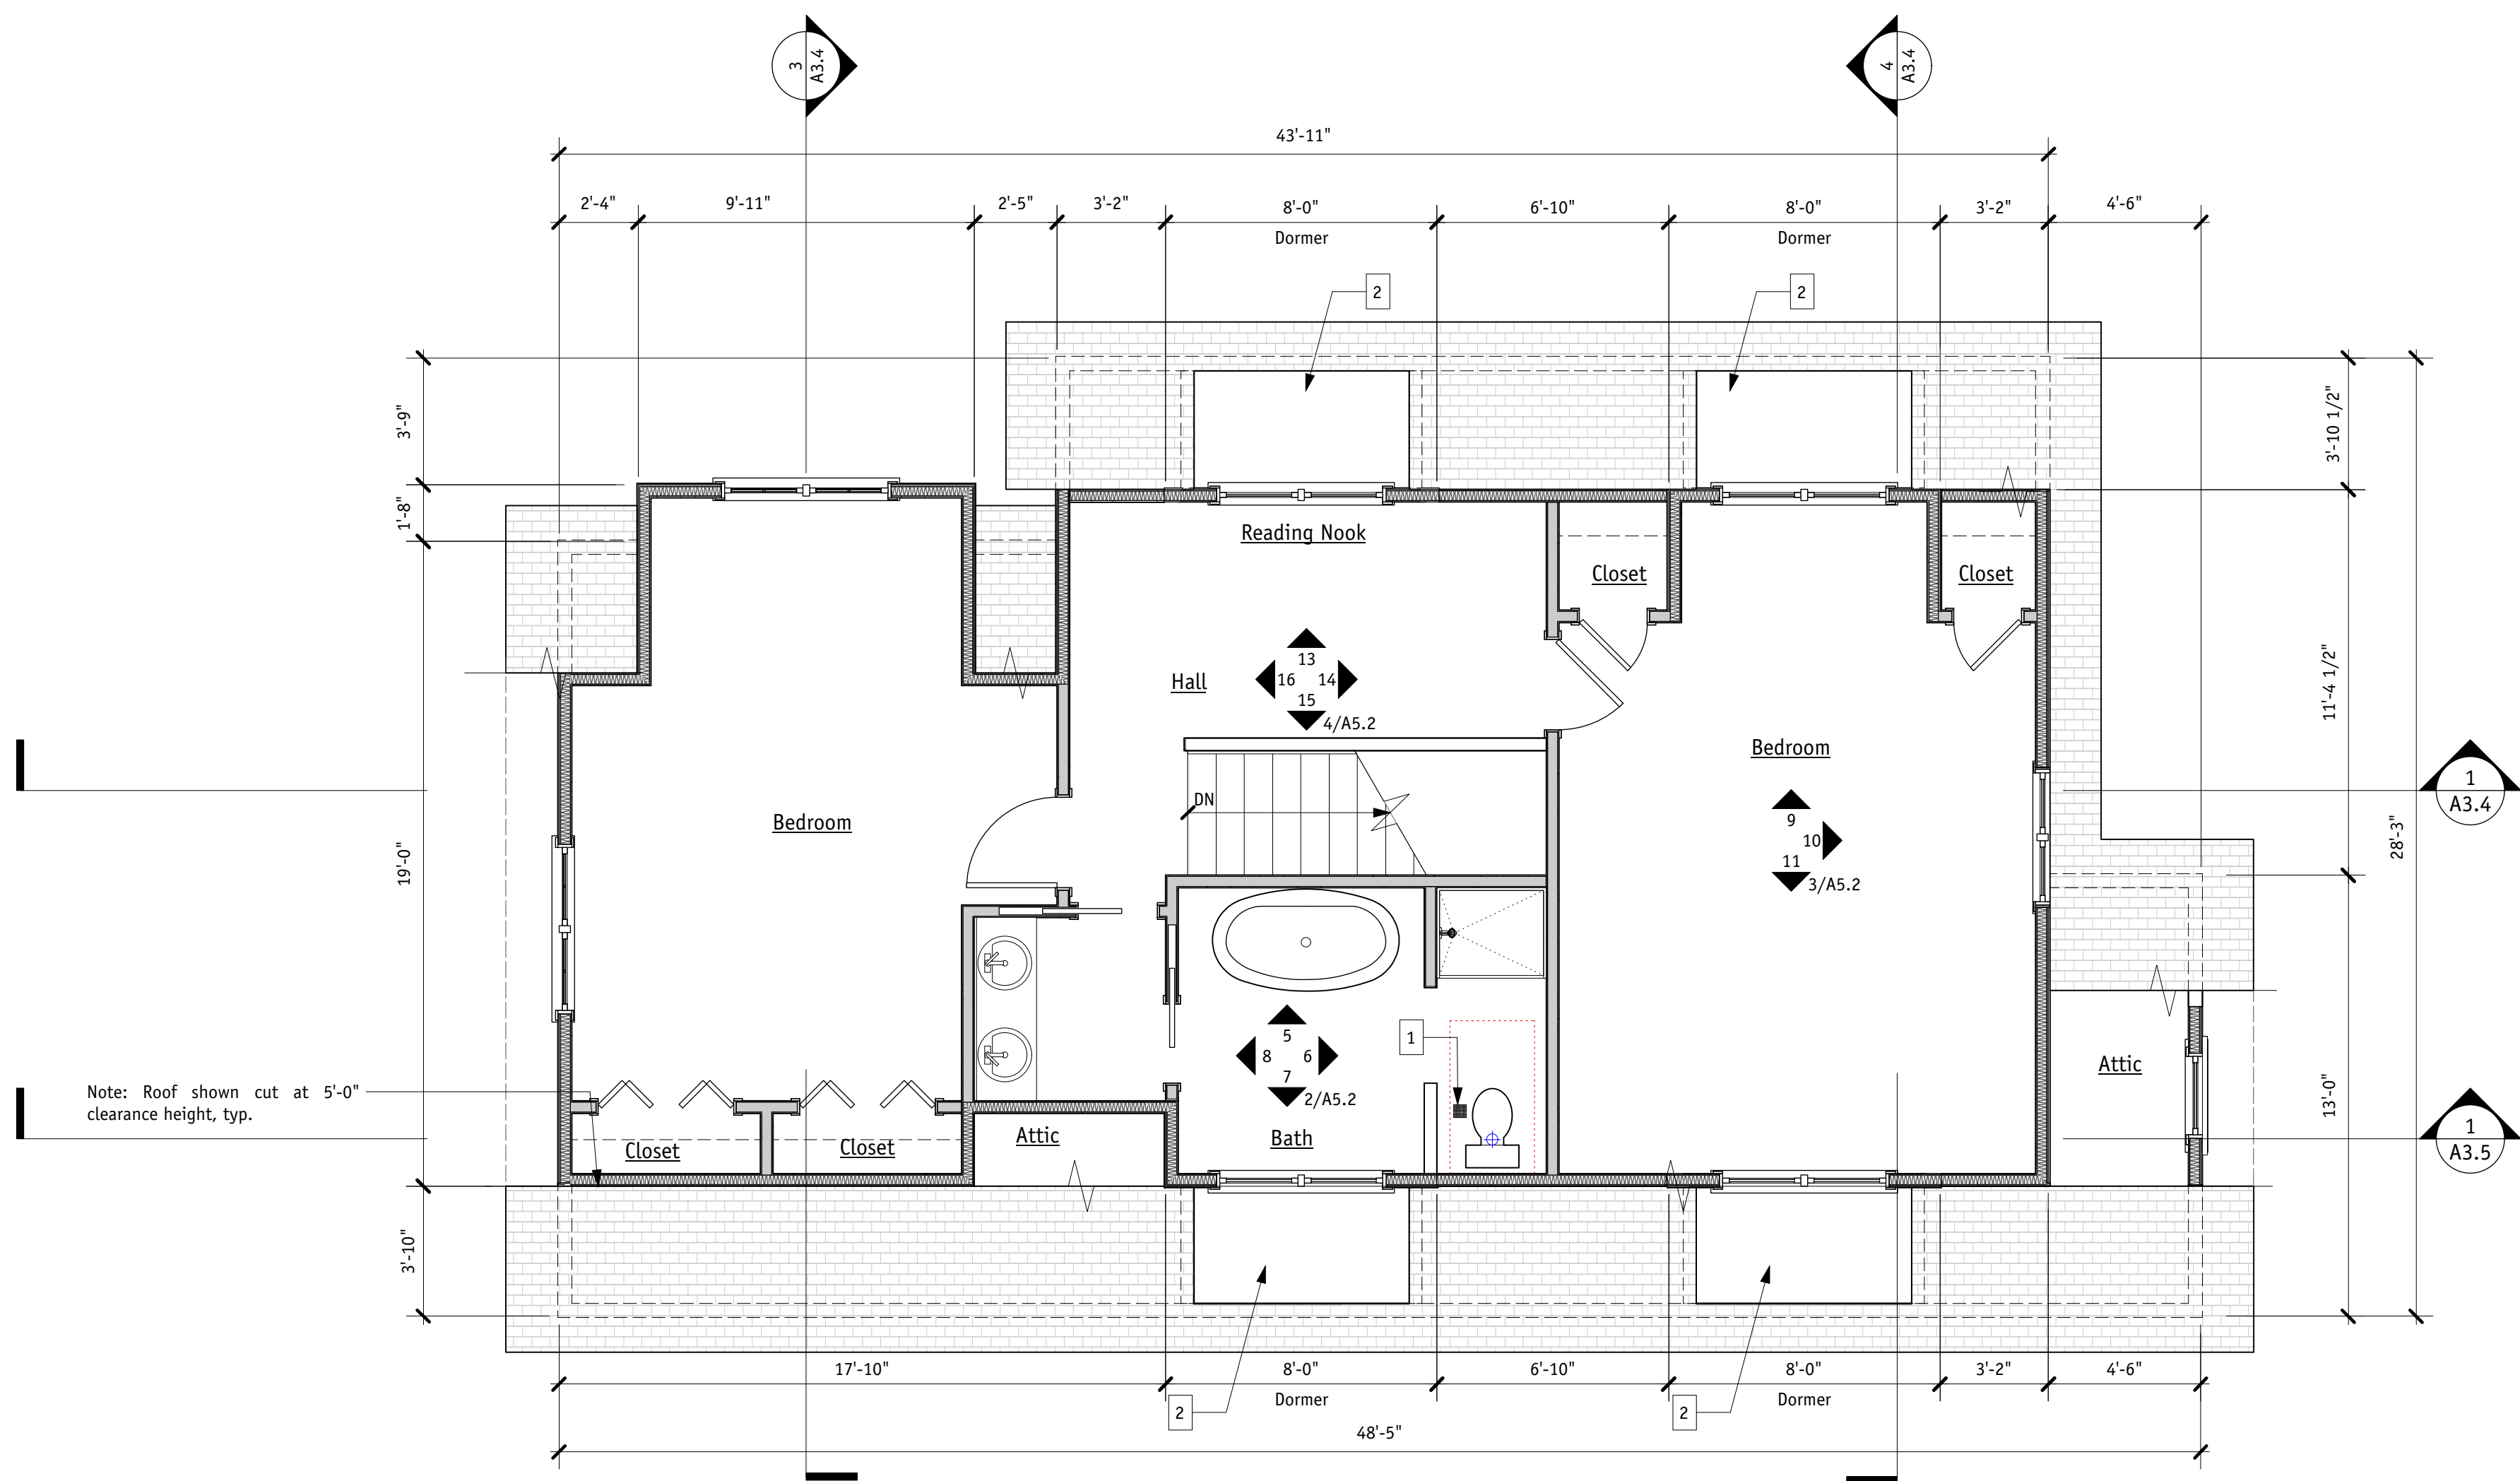 3
A3.4
4
A3.4
43'-11"
2'-4"
9'-11"
2'-5"
3'-2"
8'-0"
6'-10"
8'-0"
3'-2"
4'-6"
Dormer
Dormer
2
2
3'-9"
1'-8"
19'-0"
3'-10"
3'-10 1/2"
11'-4 1/2"
13'-0"
28'-3"
Reading Nook
Closet
Closet
Hall
13
16 14
15
4/A5.2
Bedroom
DN
Bedroom
9
10
11
3/A5.2
1
A3.4
1
A3.5
Note: Roof shown cut at 5'-0"
clearance height, typ.
1
5
8 6
7
2/A5.2
Attic
Closet
Closet
Attic
Bath
17'-10"
8'-0"
6'-10"
8'-0"
3'-2"
4'-6"
Dormer
Dormer
2
2
48'-5"